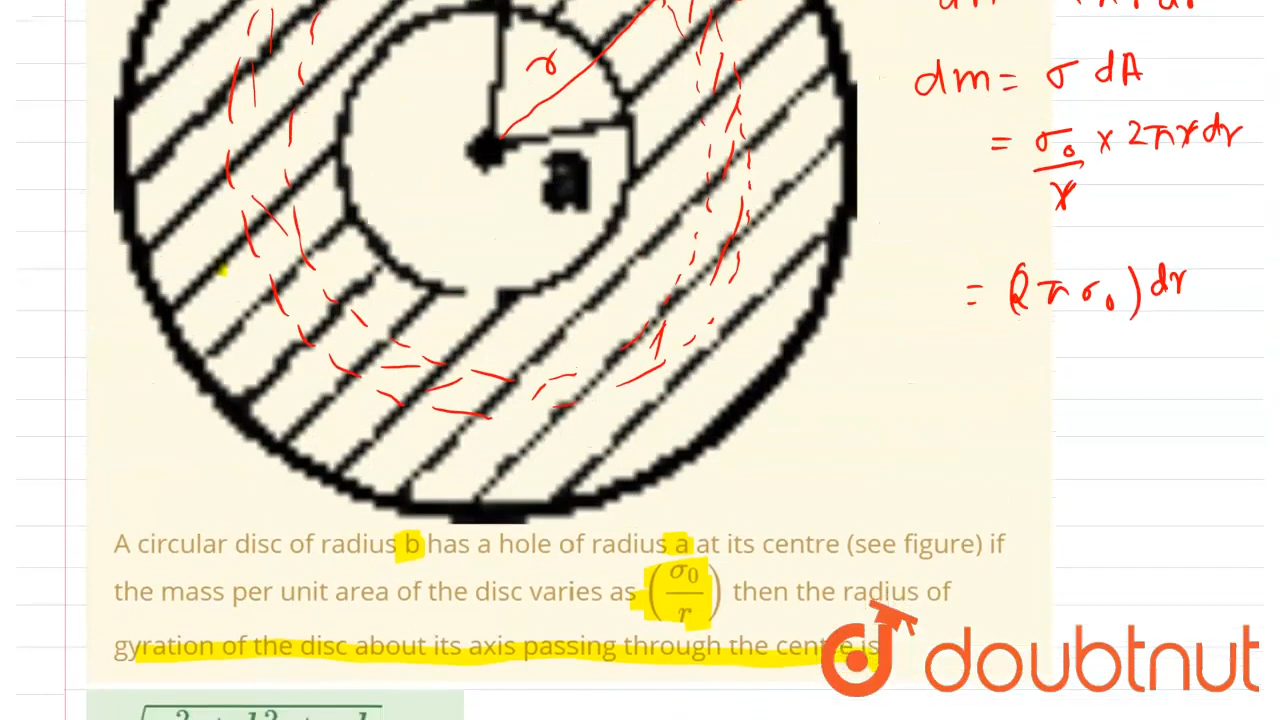 r
a
dm = σ dA
= σ₀/r × 2πr dr
= (2πσ₀) dr
A circular disc of radius b has a hole of radius a at its centre (see figure) if
the mass per unit area of the disc varies as (σ₀/r) then the radius of
gyration of the disc about its axis passing through the centre is
doubtnut